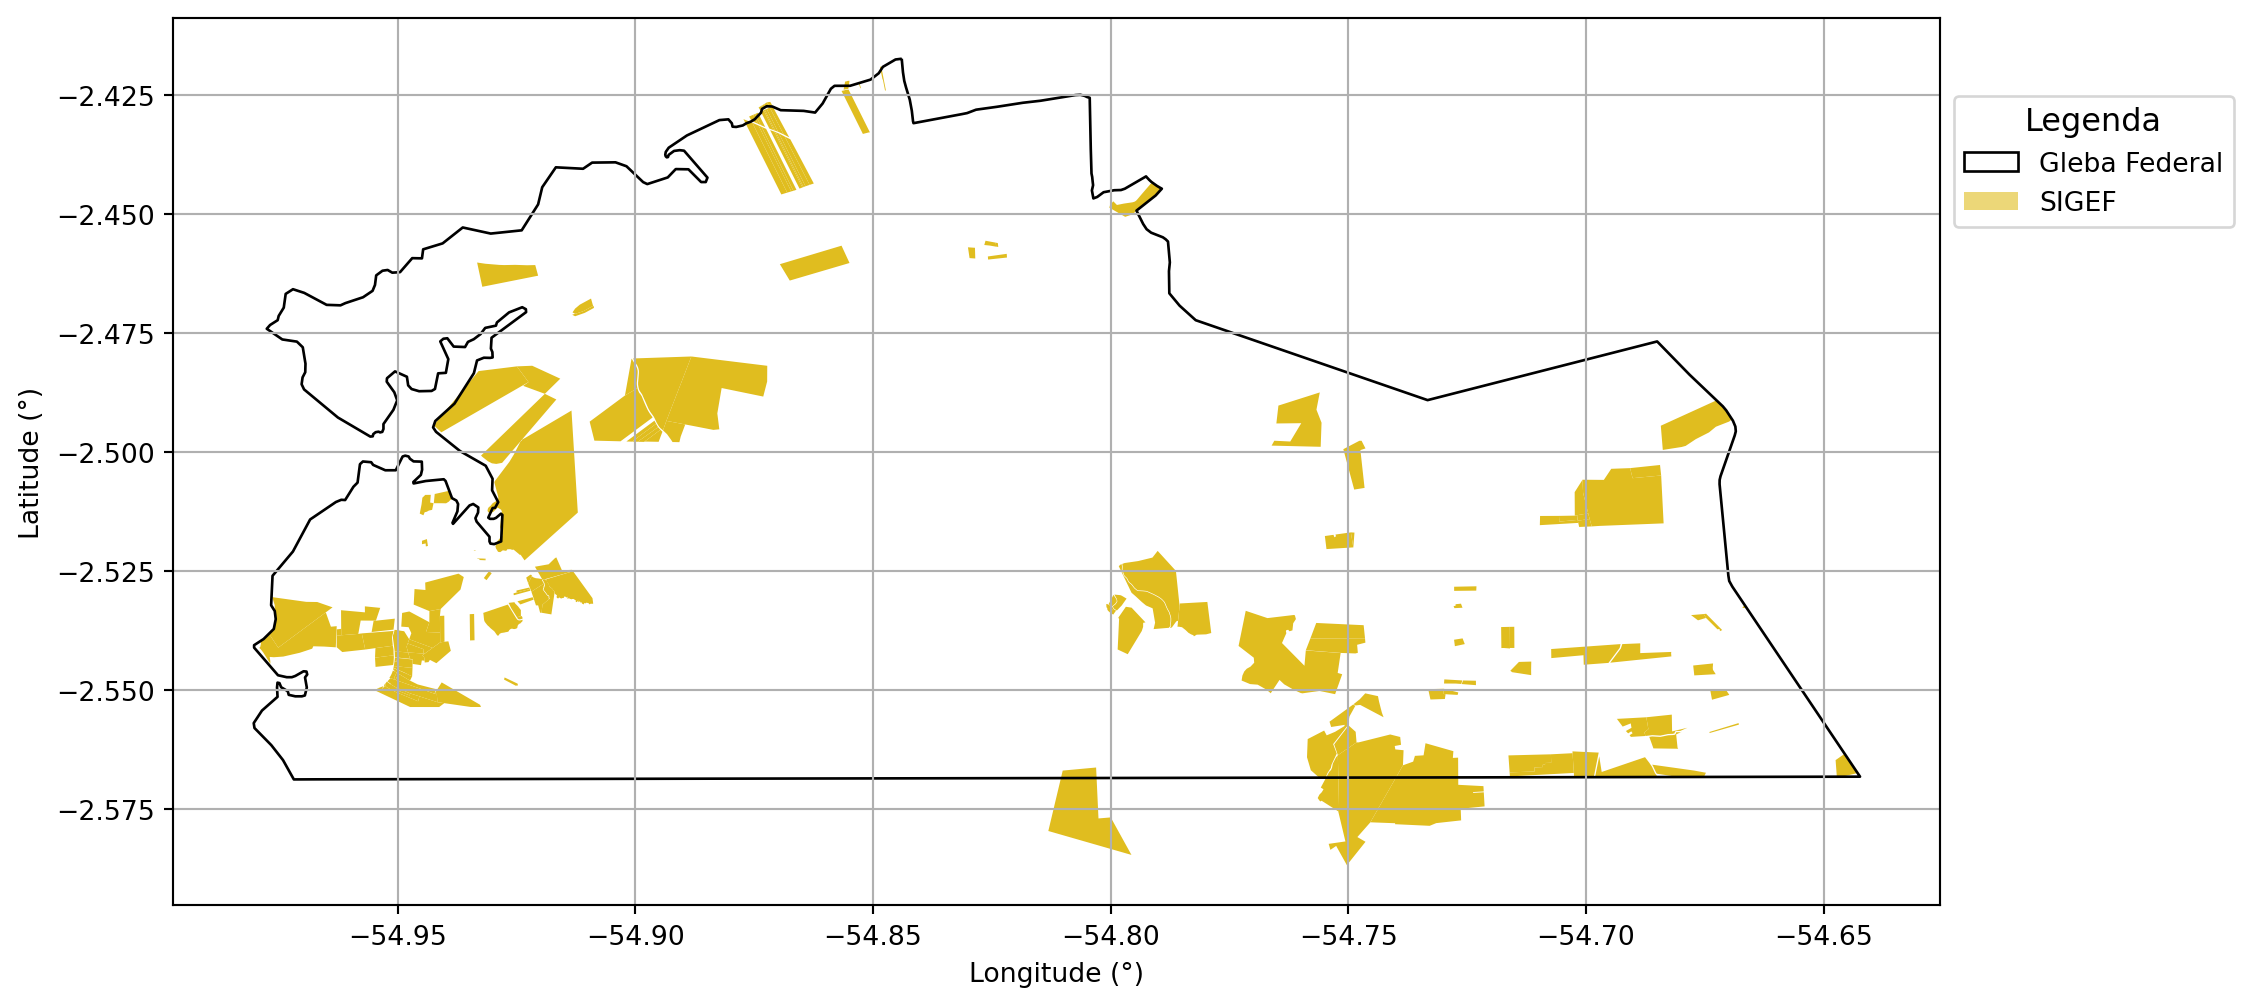 −2.425
−2.450
−2.475
−2.500
−2.525
−2.550
−2.575
Latitude (°)
−54.95 −54.90 −54.85 −54.80 −54.75 −54.70 −54.65
Longitude (°)
Legenda
Gleba Federal
SIGEF